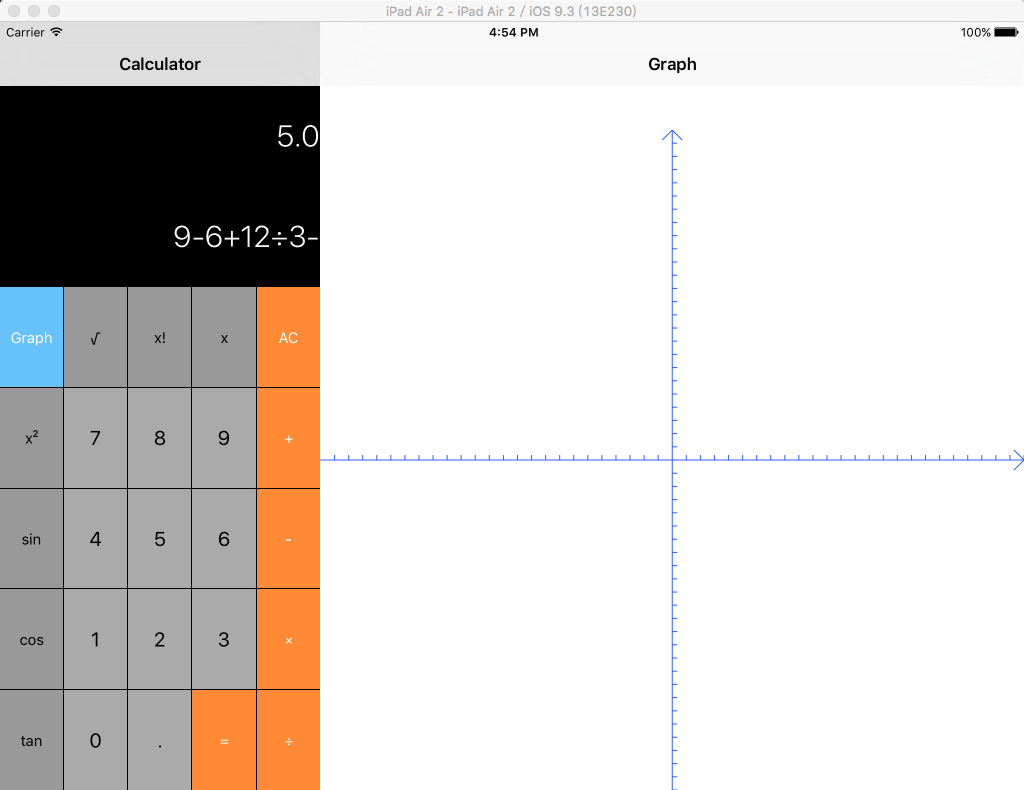 iPad Air 2 - iPad Air 2 / iOS 9.3 (13E230)
Carrier 4:54 PM 100%
Calculator Graph
5.0
9-6+12÷3-
Graph √ x! x AC
x² 7 8 9 +
sin 4 5 6 -
cos 1 2 3 ×
tan 0 . = ÷